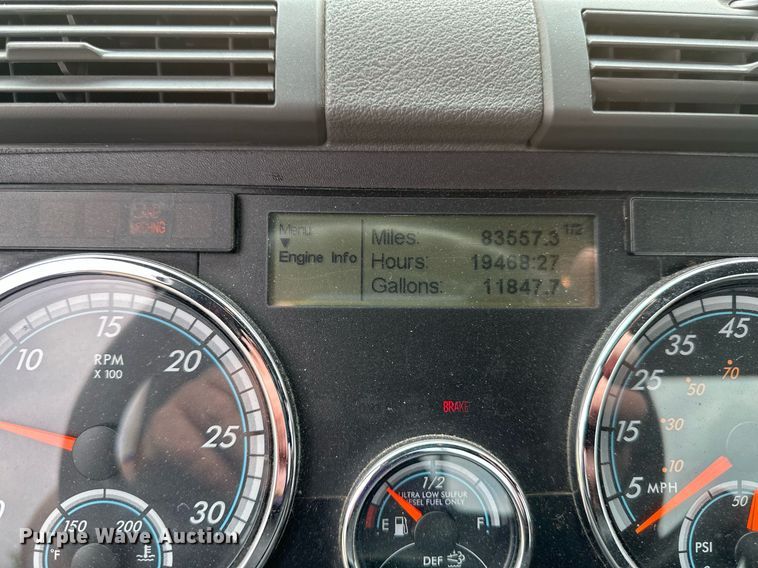 Menu: 1/2
Engine Info
Miles: 83557.3
Hours: 19468:27
Gallons: 11847.7
BRAKE
10 15 20 25 30
RPM
X 100
150 200
°F
1/2
ULTRA LOW SULFUR
DIESEL FUEL ONLY
E F
DEF
5 15 25 35 45
MPH
10 30 50 70
50
PSI
Purple Wave Auction